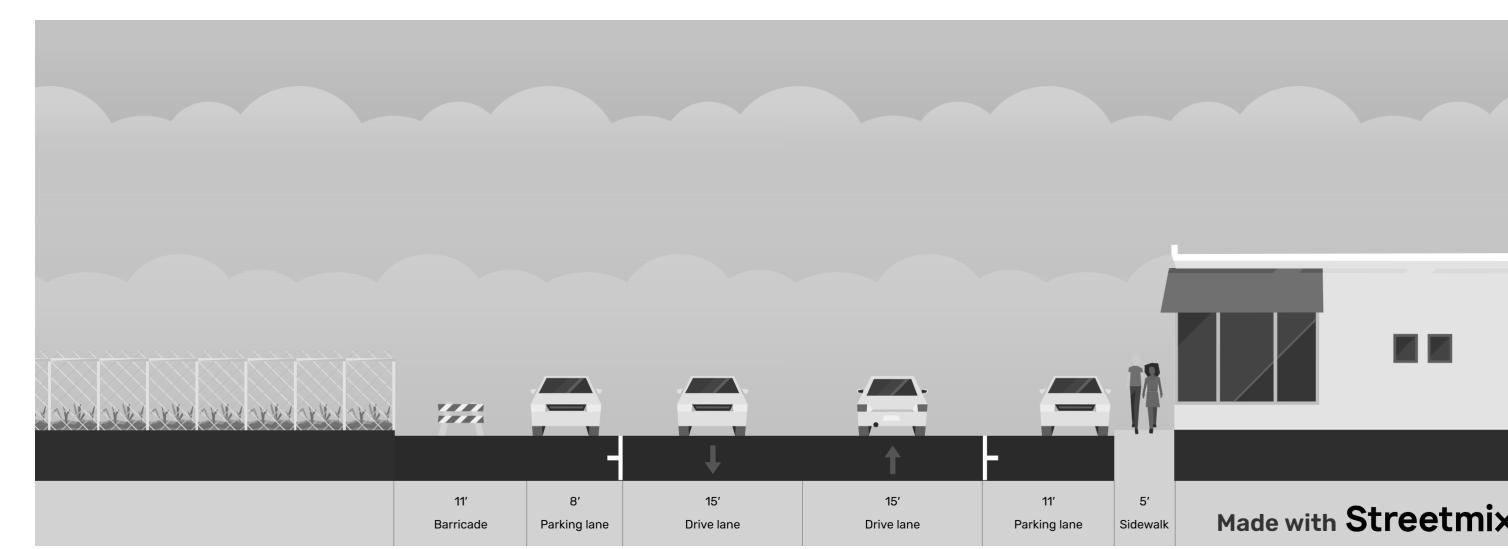 11′ 8′ 15′ 15′ 11′ 5′
Barricade Parking lane Drive lane Drive lane Parking lane Sidewalk
Made with Streetmix